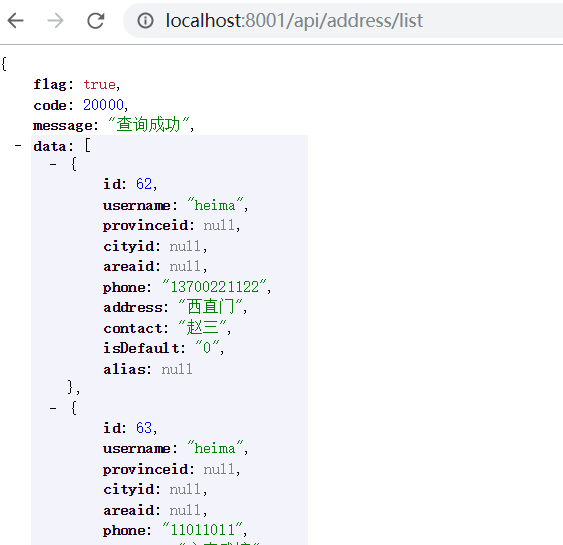 localhost:8001/api/address/list
{
flag: true,
code: 20000,
message: "查询成功",
- data: [
- {
id: 62,
username: "heima",
provinceid: null,
cityid: null,
areaid: null,
phone: "13700221122",
address: "西直门",
contact: "赵三",
isDefault: "0",
alias: null
},
- {
id: 63,
username: "heima",
provinceid: null,
cityid: null,
areaid: null,
phone: "11011011",